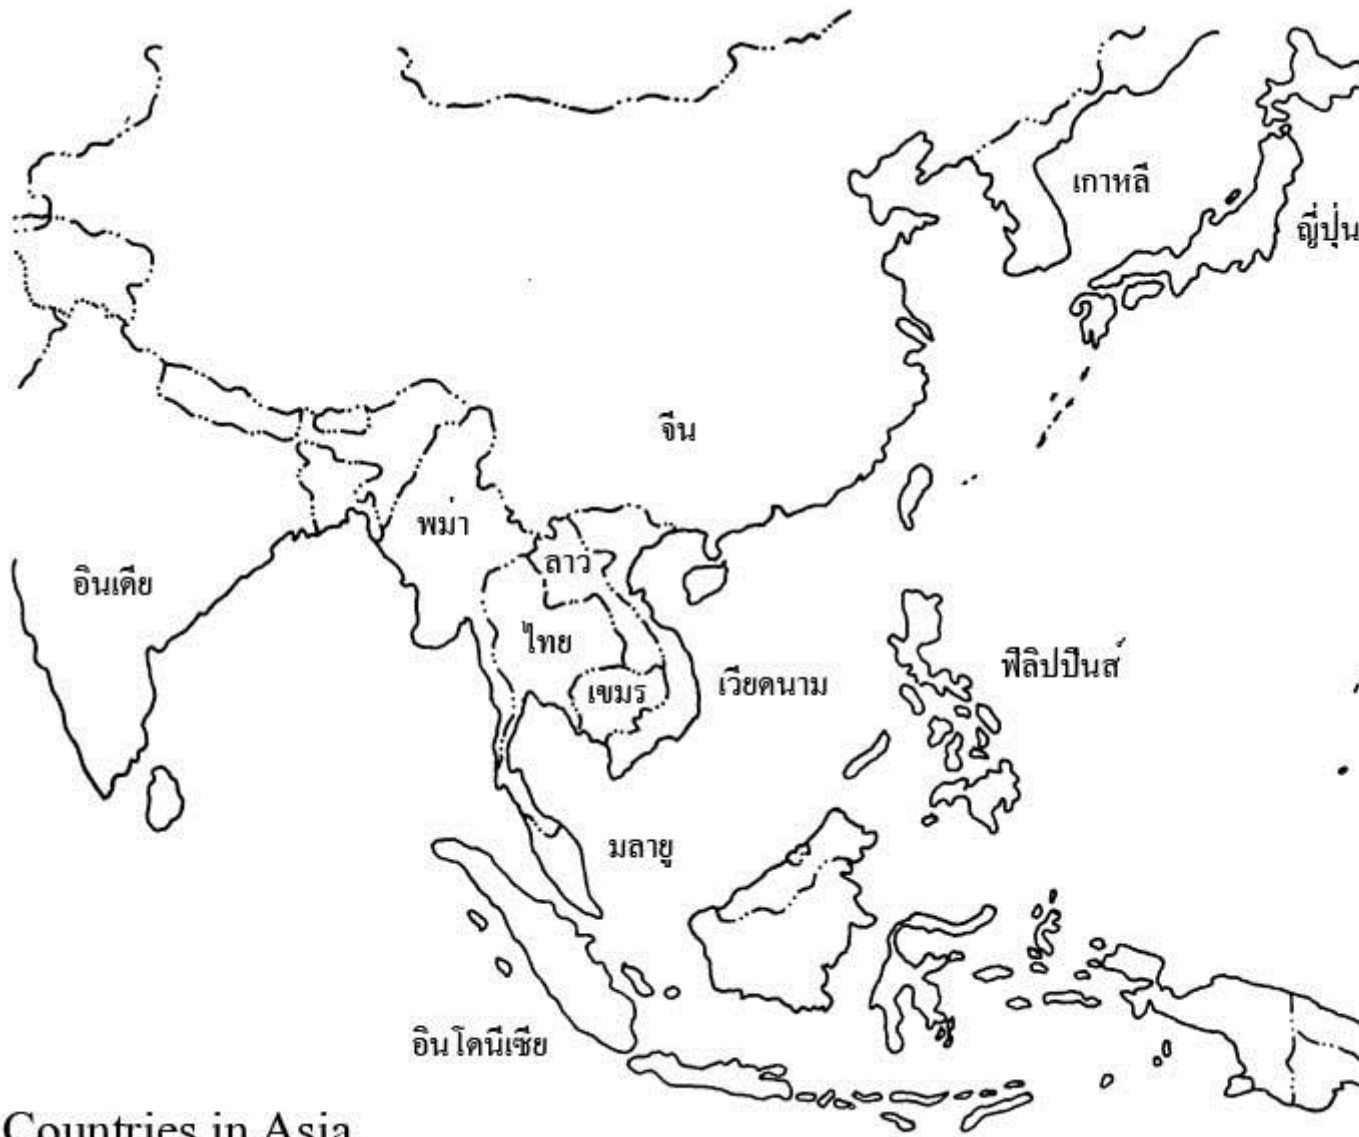 เกาหลี
ญี่ปุ่น
จีน
พม่า
ลาว
อินเดีย
ไทย
ฟิลิปปินส์
เขมร
เวียดนาม
มลายู
อินโดนีเซีย
Countries in Asia